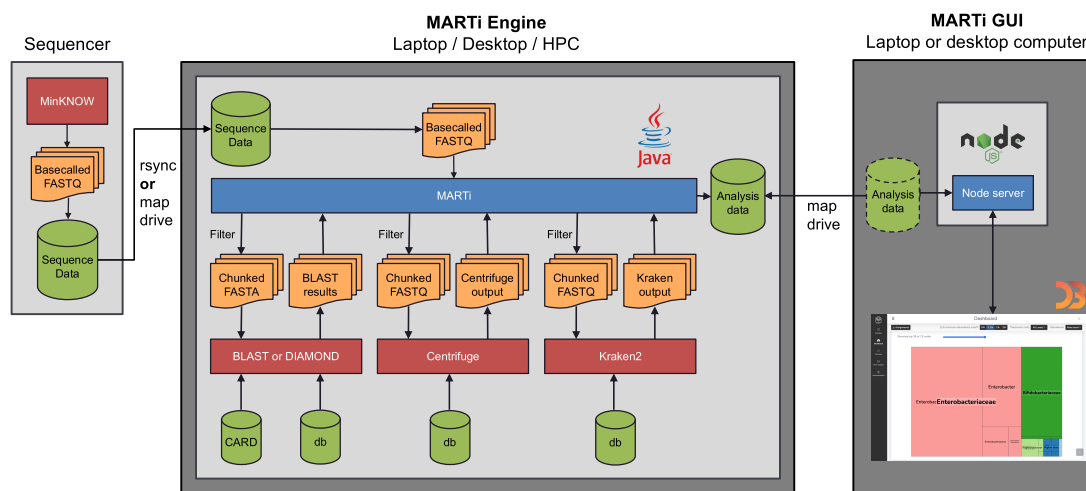 Sequencer
MinKNOW
Basecalled
FASTQ
Sequence
Data
rsync
or
map
drive
MARTi Engine
Laptop / Desktop / HPC
Sequence
Data
Basecalled
FASTQ
Java
MARTi
Analysis
data
Filter
Filter
Filter
Chunked
FASTA
BLAST
results
Chunked
FASTQ
Centrifuge
output
Chunked
FASTQ
Kraken
output
BLAST or DIAMOND
Centrifuge
Kraken2
CARD
db
db
db
map
drive
MARTi GUI
Laptop or desktop computer
node
JS
Analysis
data
Node server
D3
Dashboard
Enterobacter
Enterobacteriaceae
Bifidobacteriaceae